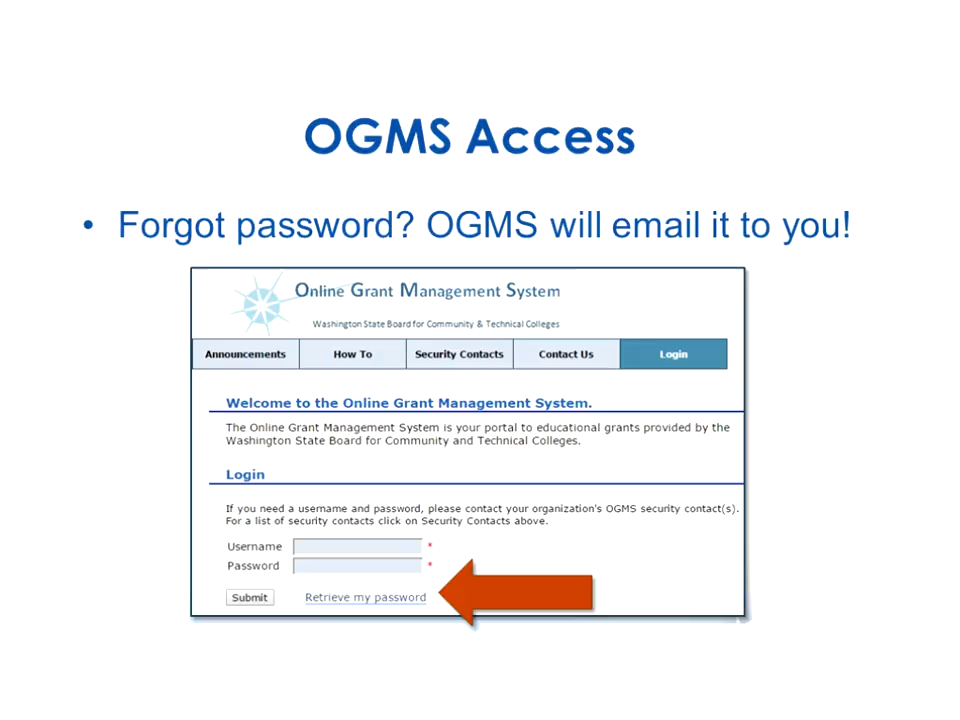 OGMS Access
• Forgot password? OGMS will email it to you!
Online Grant Management System
Washington State Board for Community & Technical Colleges
Announcements How To Security Contacts Contact Us Login
Welcome to the Online Grant Management System.
The Online Grant Management System is your portal to educational grants provided by the
Washington State Board for Community and Technical Colleges.
Login
If you need a username and password, please contact your organization's OGMS security contact(s).
For a list of security contacts click on Security Contacts above.
Username *
Password *
Submit Retrieve my password